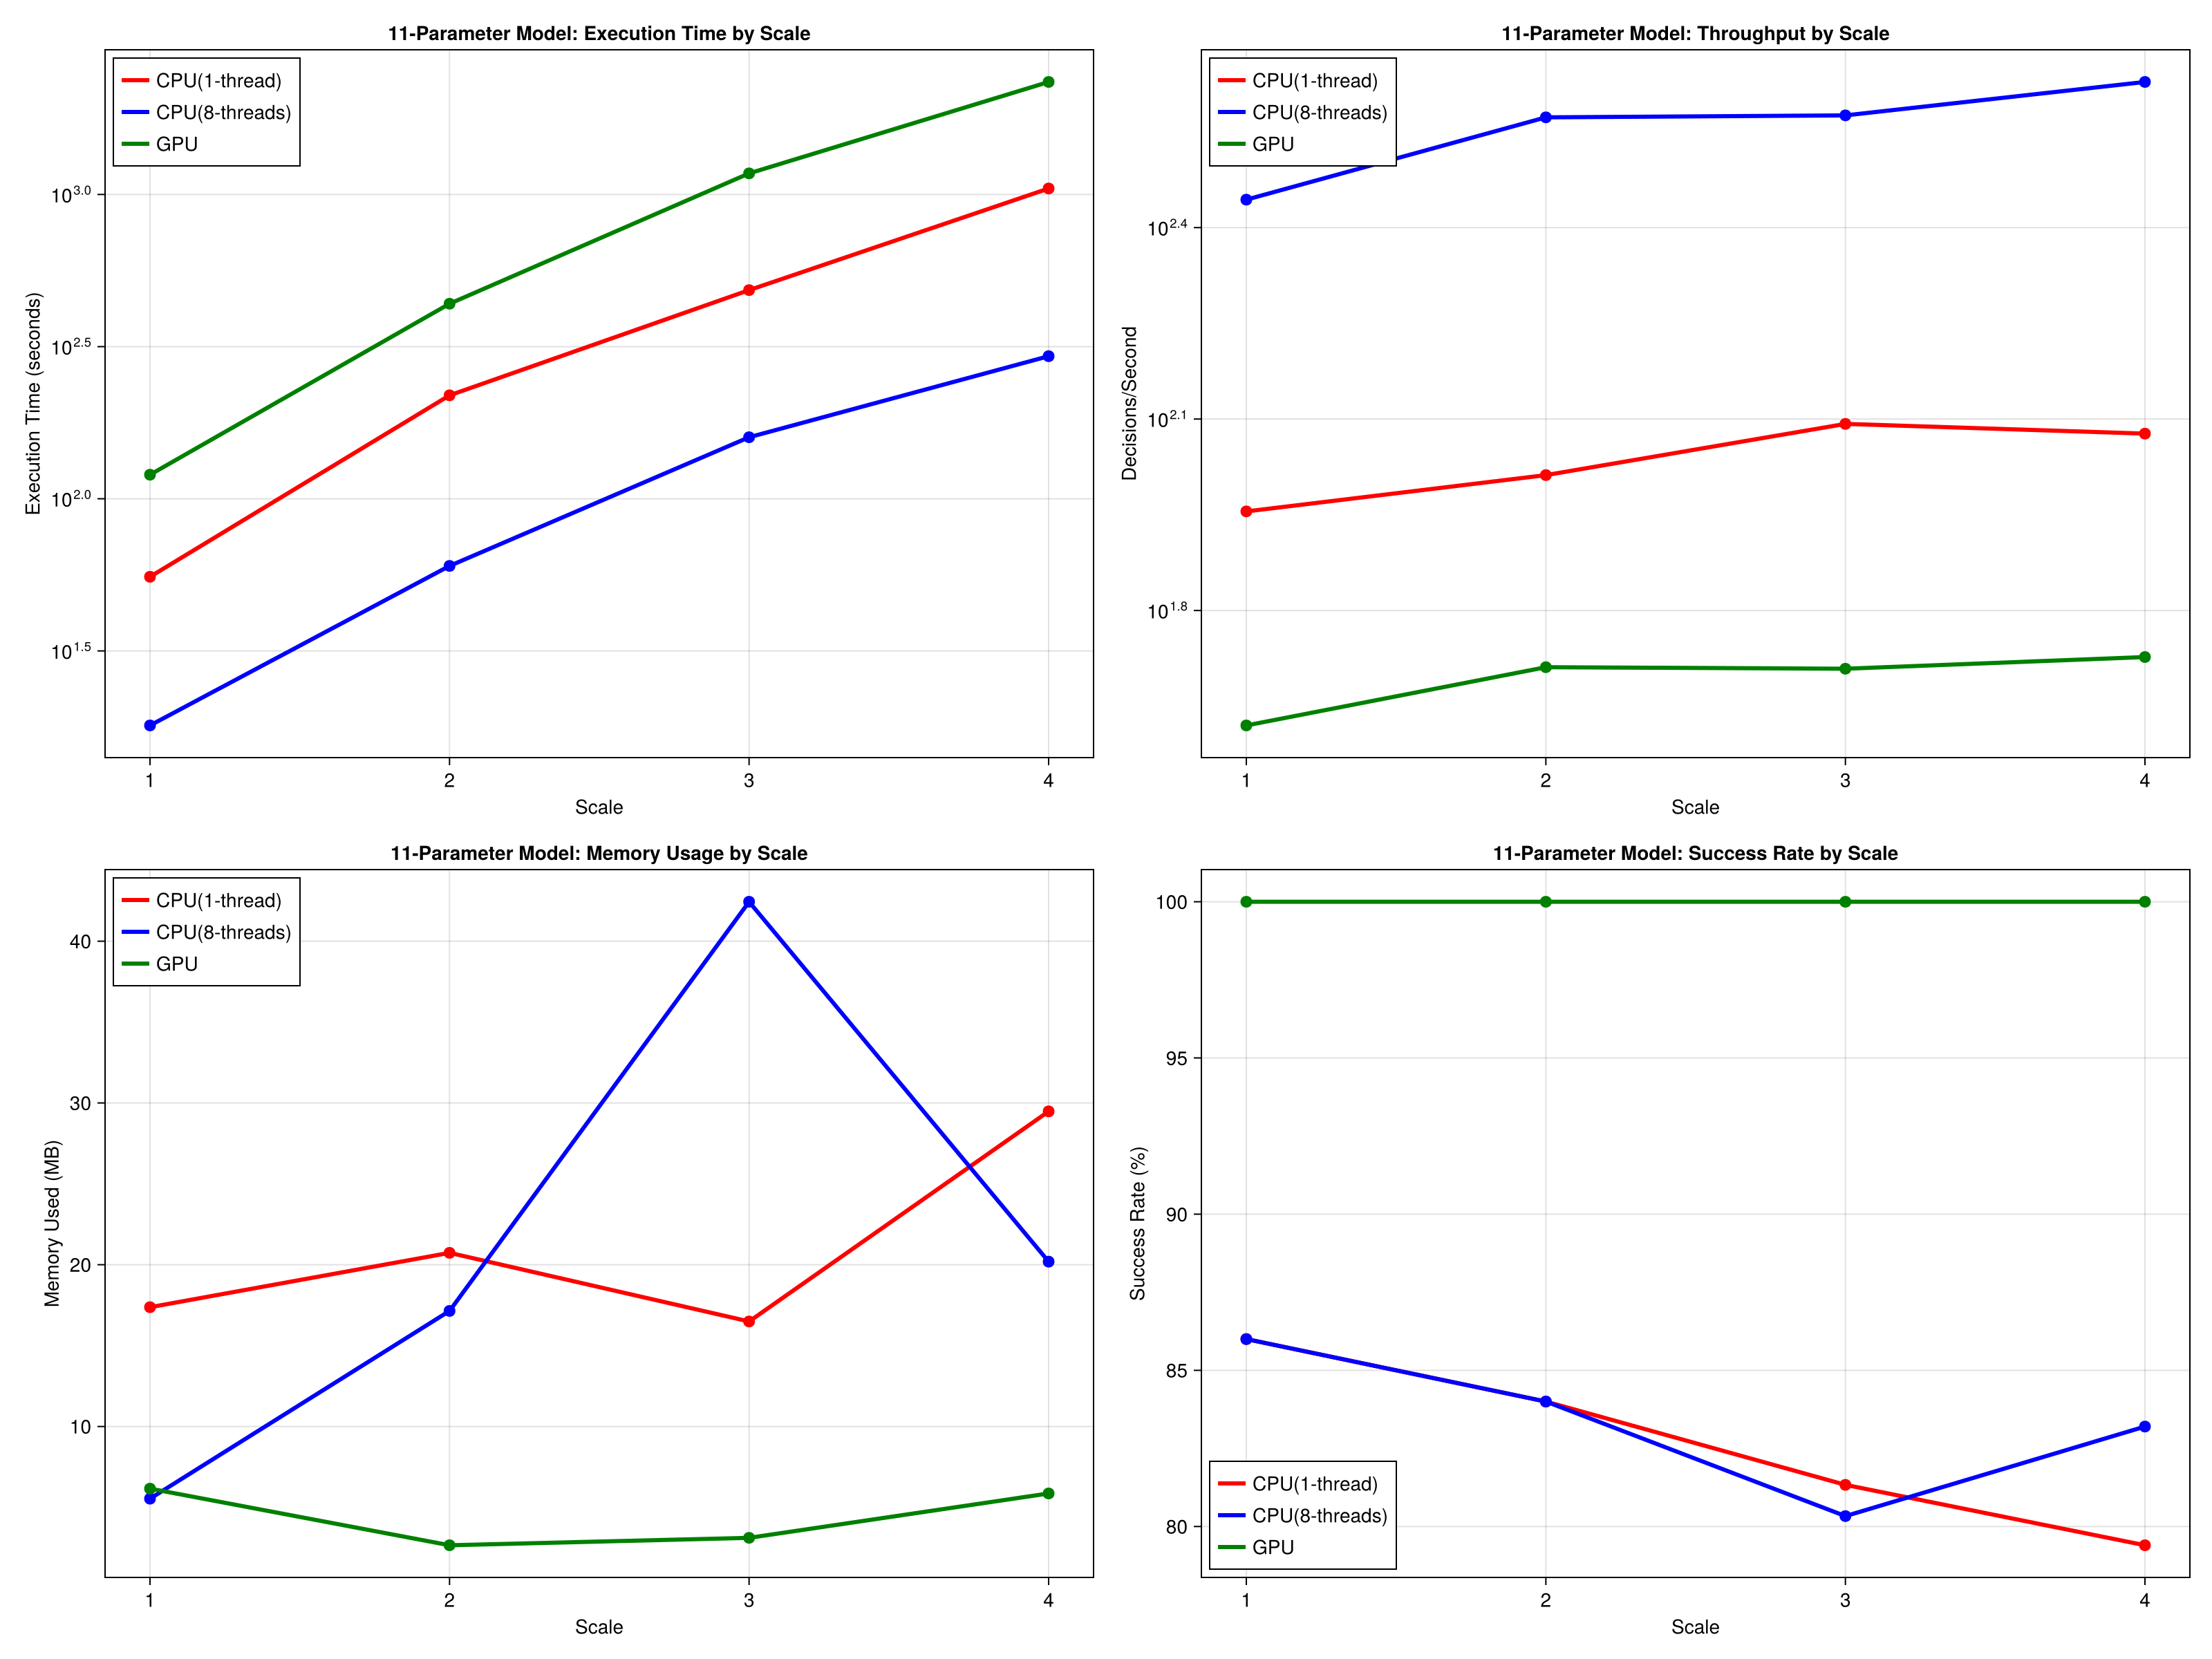 11-Parameter Model: Execution Time by Scale
CPU(1-thread)
CPU(8-threads)
GPU
10^3.0
10^2.5
10^2.0
10^1.5
Execution Time (seconds)
1 2 3 4
Scale
11-Parameter Model: Throughput by Scale
CPU(1-thread)
CPU(8-threads)
GPU
10^2.4
10^2.1
10^1.8
Decisions/Second
1 2 3 4
Scale
11-Parameter Model: Memory Usage by Scale
CPU(1-thread)
CPU(8-threads)
GPU
40
30
20
10
Memory Used (MB)
1 2 3 4
Scale
11-Parameter Model: Success Rate by Scale
100
95
90
85
80
Success Rate (%)
CPU(1-thread)
CPU(8-threads)
GPU
1 2 3 4
Scale